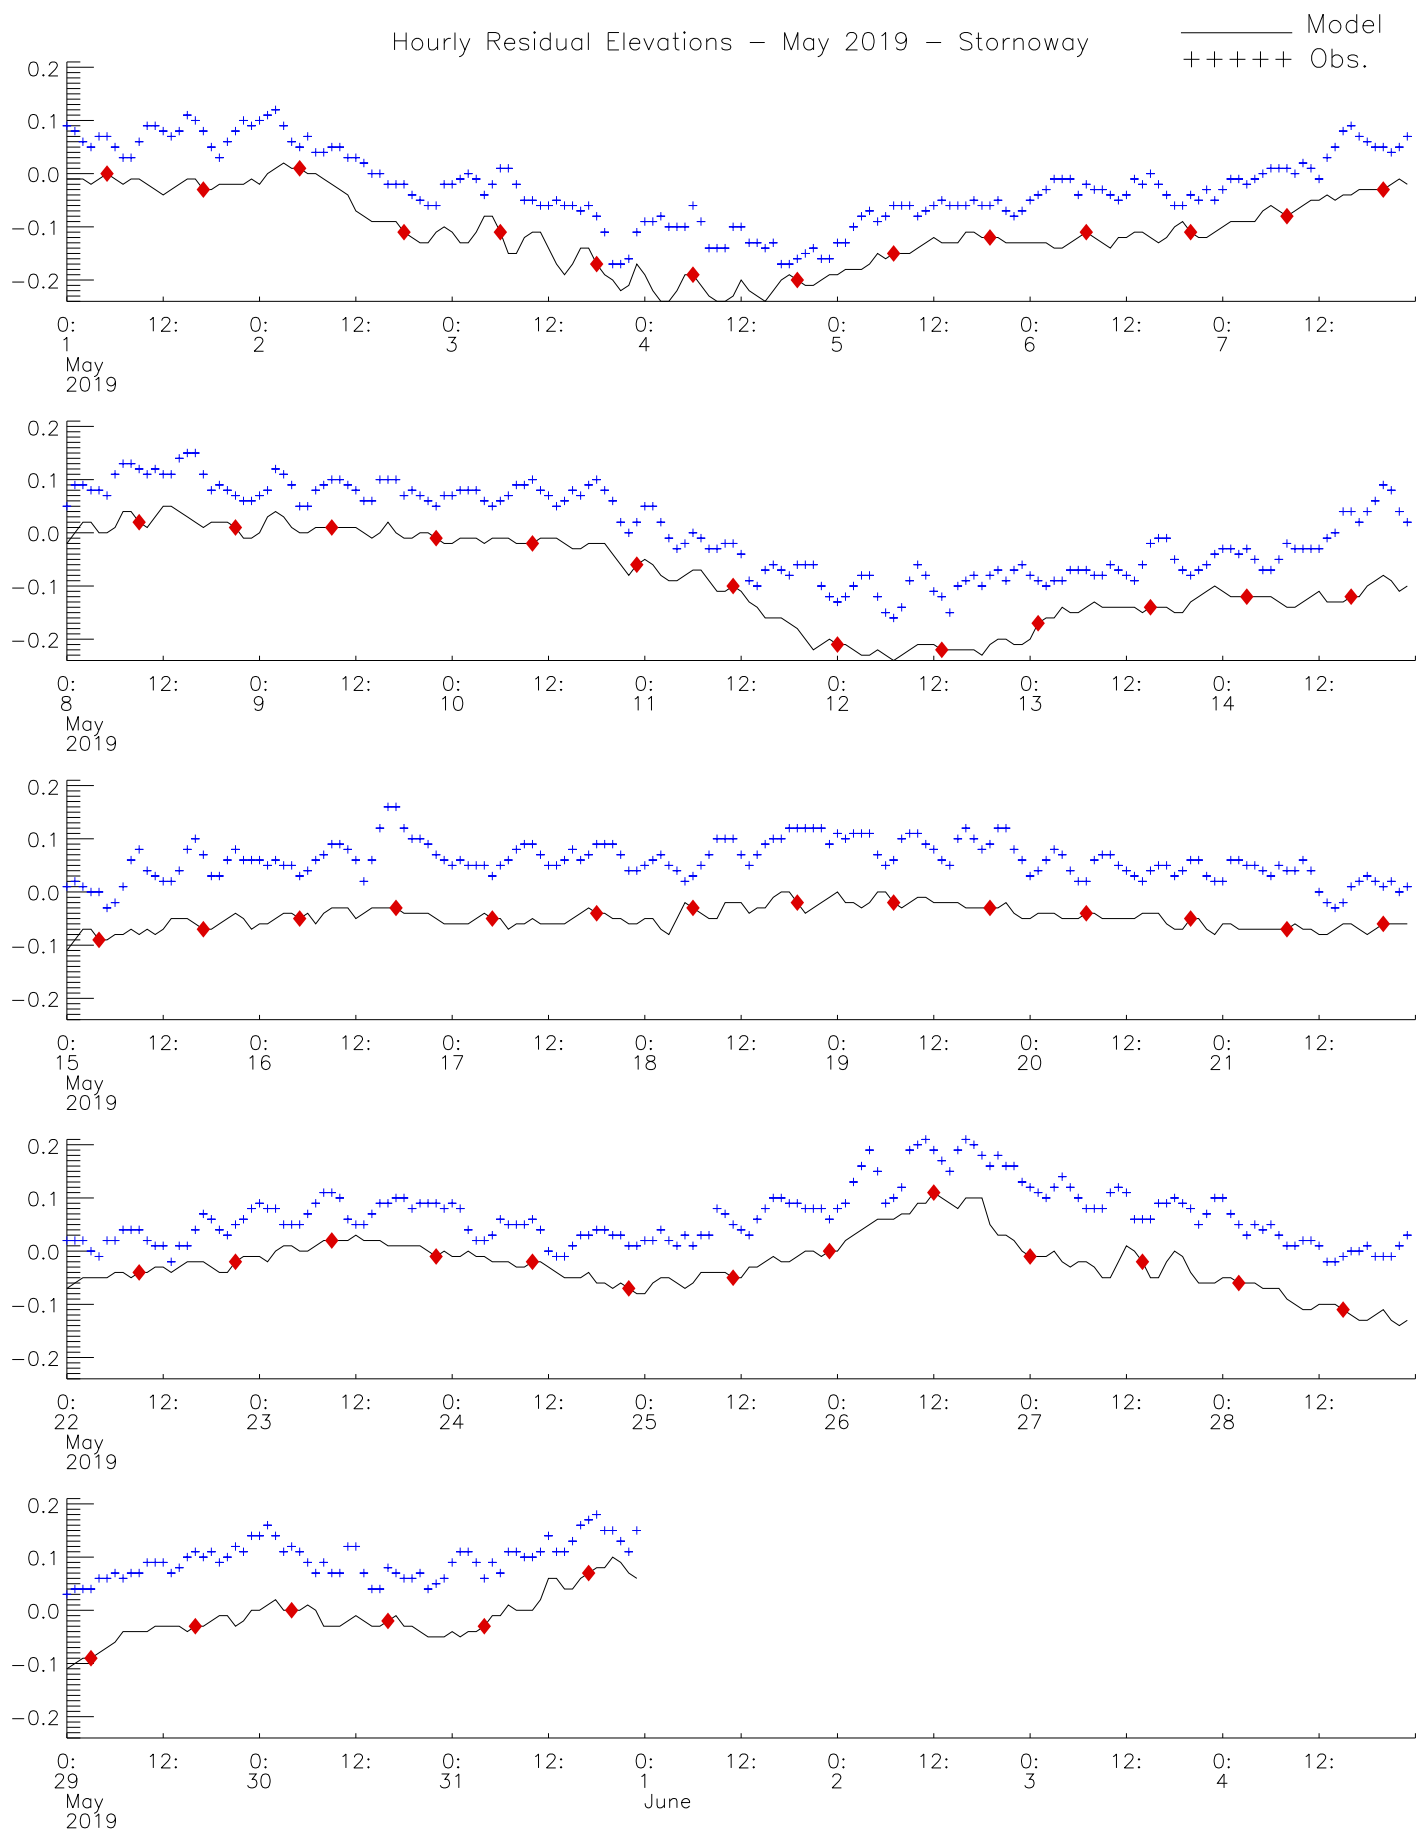 Hourly Residual Elevations − May 2019 − Stornoway
Model
+++++ Obs.
0.2
0.1
0.0
−0.1
−0.2
0: 12: 0: 12: 0: 12: 0: 12: 0: 12: 0: 12: 0: 12:
1 2 3 4 5 6 7
May
2019
0.2
0.1
0.0
−0.1
−0.2
0: 12: 0: 12: 0: 12: 0: 12: 0: 12: 0: 12: 0: 12:
8 9 10 11 12 13 14
May
2019
0.2
0.1
0.0
−0.1
−0.2
0: 12: 0: 12: 0: 12: 0: 12: 0: 12: 0: 12: 0: 12:
15 16 17 18 19 20 21
May
2019
0.2
0.1
0.0
−0.1
−0.2
0: 12: 0: 12: 0: 12: 0: 12: 0: 12: 0: 12: 0: 12:
22 23 24 25 26 27 28
May
2019
0.2
0.1
0.0
−0.1
−0.2
0: 12: 0: 12: 0: 12: 0: 12: 0: 12: 0: 12: 0: 12:
29 30 31 1 2 3 4
May June
2019